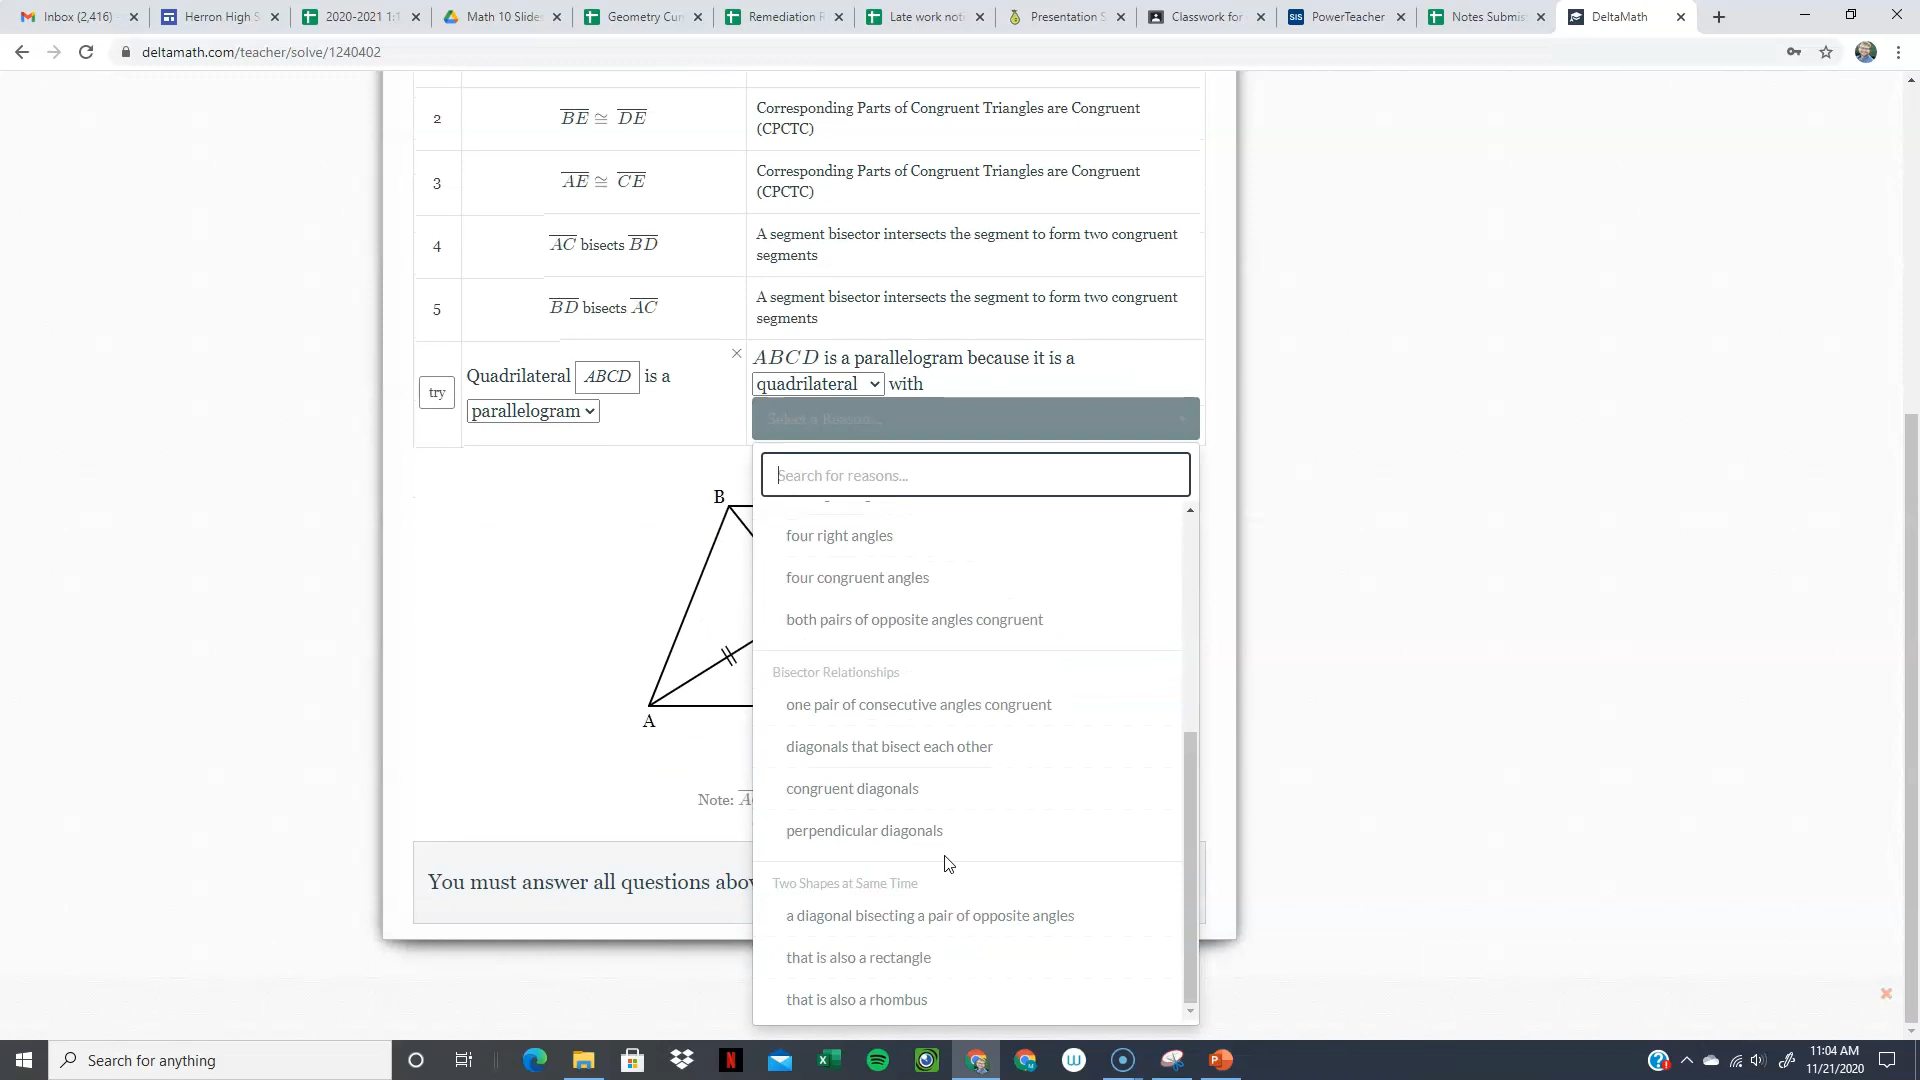 Inbox (2,416)
Herron High S
2020-2021 1:1
Math 10 Slide
Geometry Cu
Remediation
Late work not
Presentation S
Classwork for
SIS
PowerTeacher
Notes Submis
DeltaMath
deltamath.com/teacher/solve/1240402
2
BE ≅ DE
Corresponding Parts of Congruent Triangles are Congruent
(CPCTC)
3
AE ≅ CE
Corresponding Parts of Congruent Triangles are Congruent
(CPCTC)
4
AC bisects BD
A segment bisector intersects the segment to form two congruent
segments
5
BD bisects AC
A segment bisector intersects the segment to form two congruent
segments
try
Quadrilateral ABCD is a
parallelogram
ABCD is a parallelogram because it is a
quadrilateral with
Select a Reason...
Search for reasons...
four right angles
four congruent angles
both pairs of opposite angles congruent
Bisector Relationships
one pair of consecutive angles congruent
diagonals that bisect each other
congruent diagonals
perpendicular diagonals
Two Shapes at Same Time
a diagonal bisecting a pair of opposite angles
that is also a rectangle
that is also a rhombus
B
A
Note: A
You must answer all questions abov
Search for anything
11:04 AM
11/21/2020